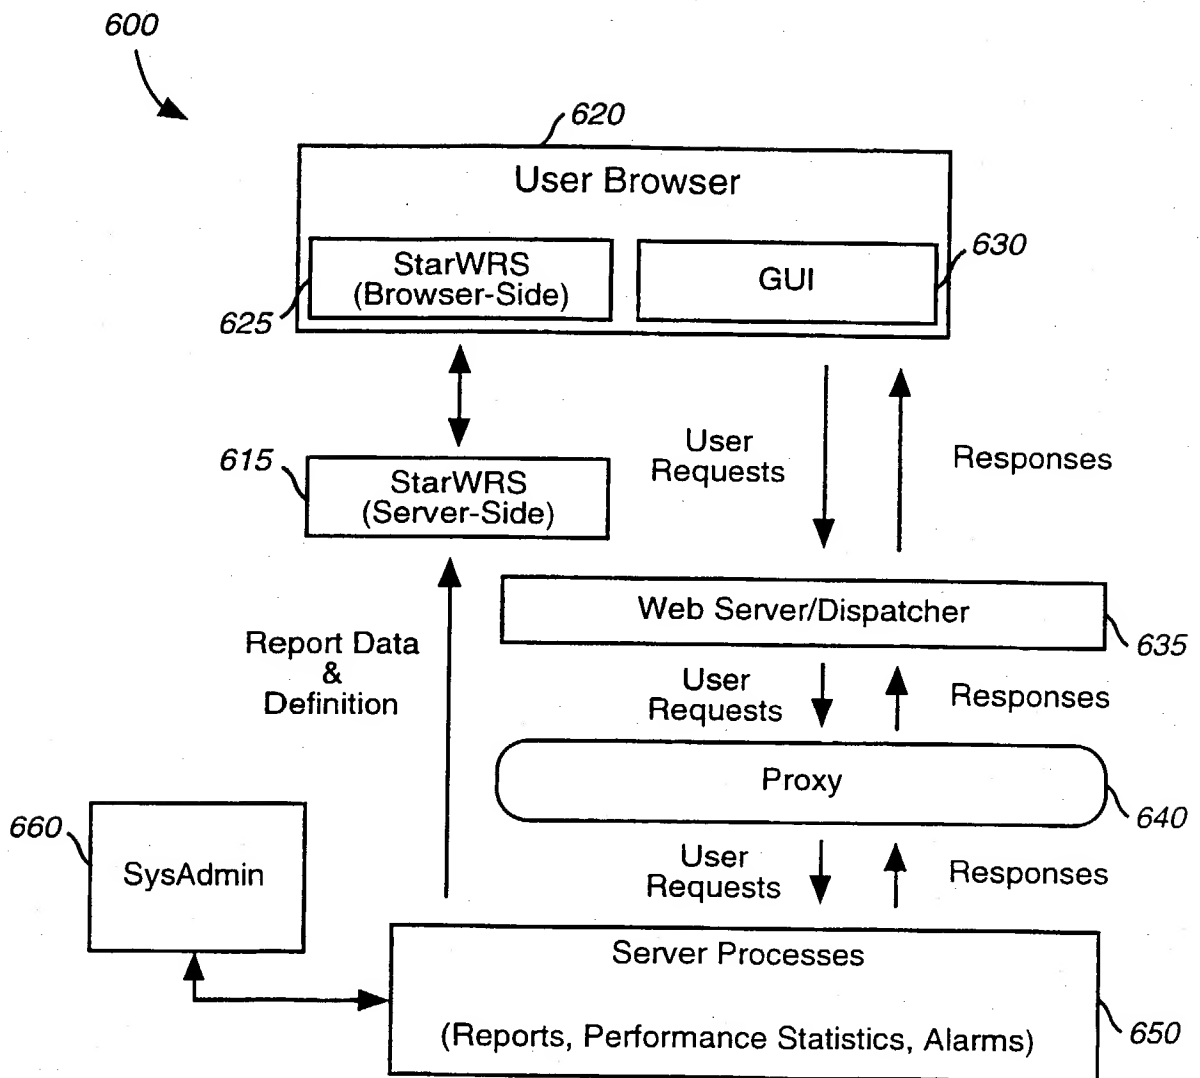 600
620
User Browser
StarWRS
(Browser-Side)
625
GUI
630
User
Requests
Responses
615
StarWRS
(Server-Side)
Web Server/Dispatcher
635
Report Data
&
Definition
User
Requests
Responses
Proxy
640
660
SysAdmin
User
Requests
Responses
Server Processes
(Reports, Performance Statistics, Alarms)
650